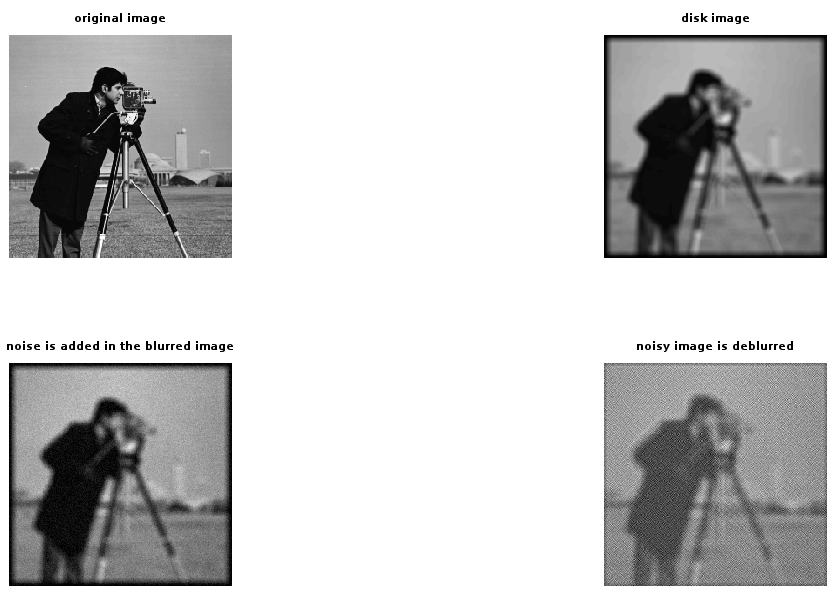 original image
disk image
noise is added in the blurred image
noisy image is deblurred